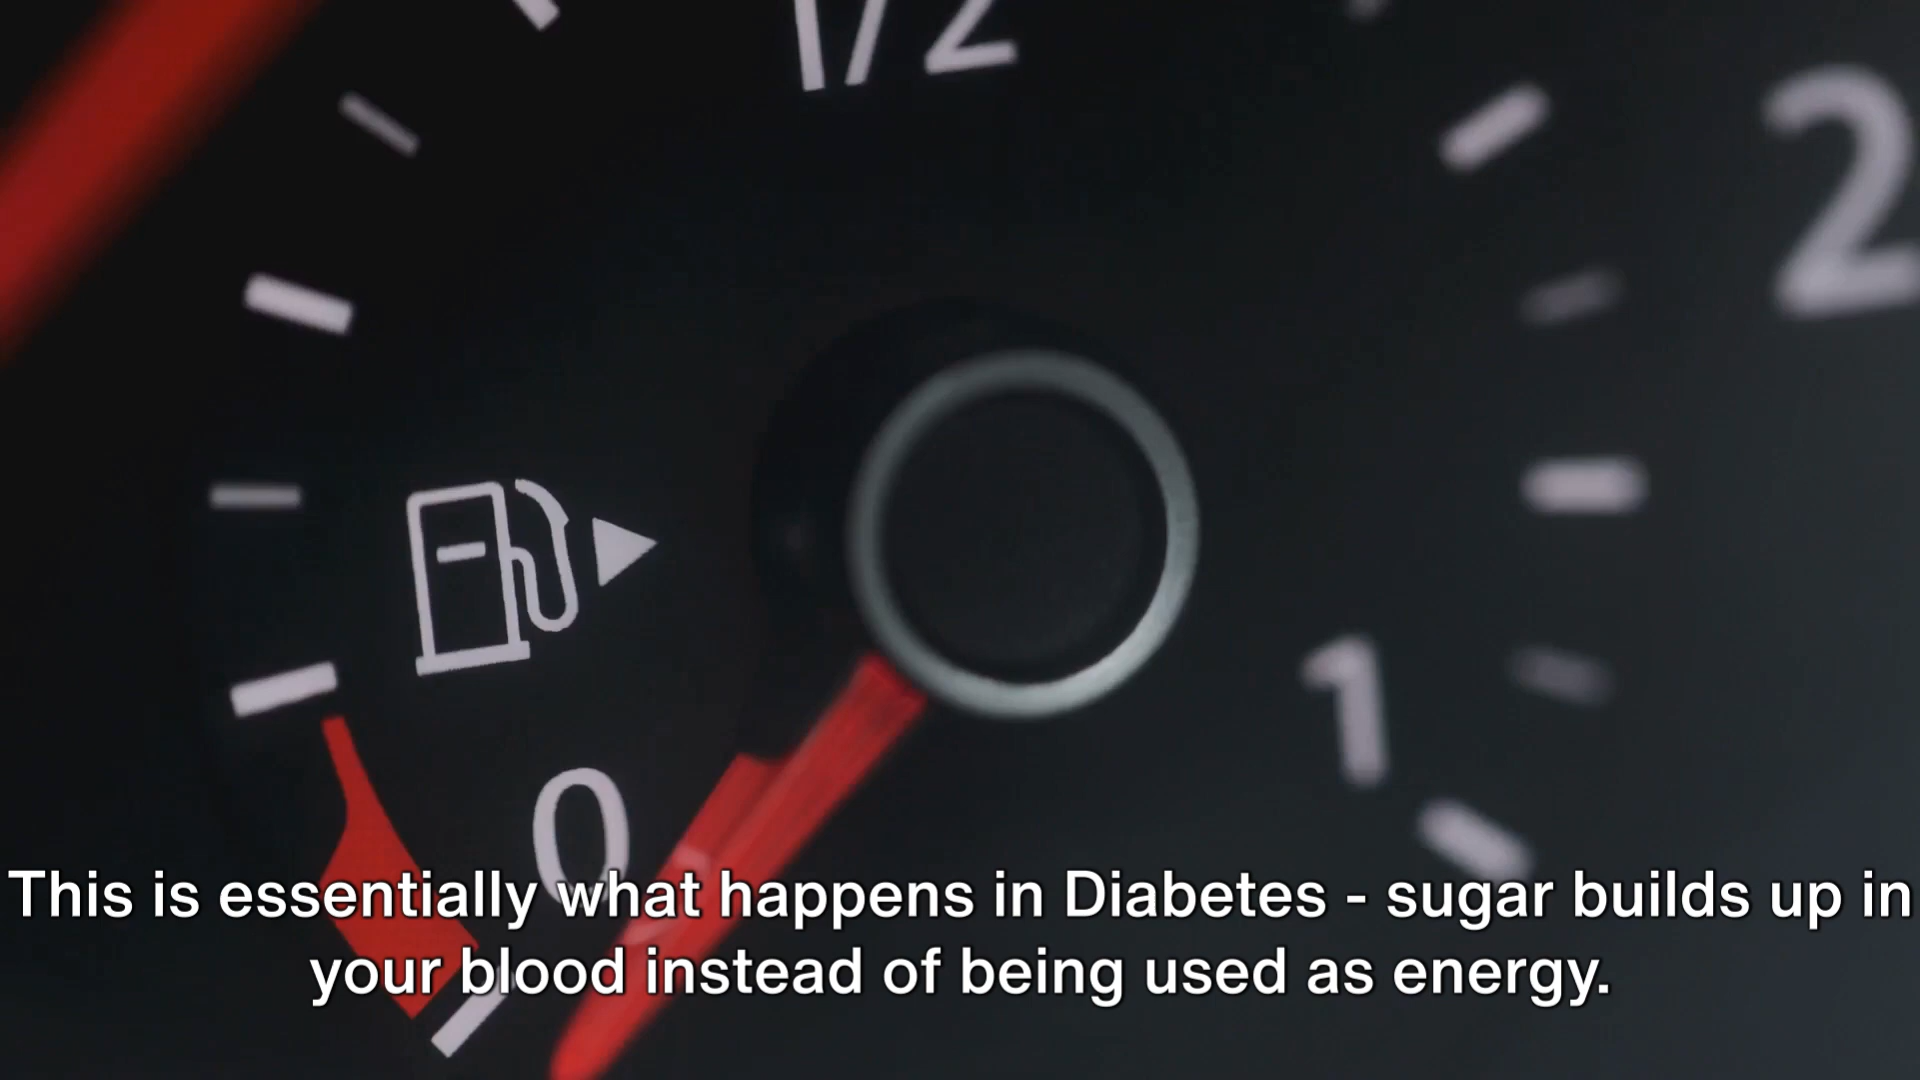 1/2
2
1
0
This is essentially what happens in Diabetes - sugar builds up in
your blood instead of being used as energy.